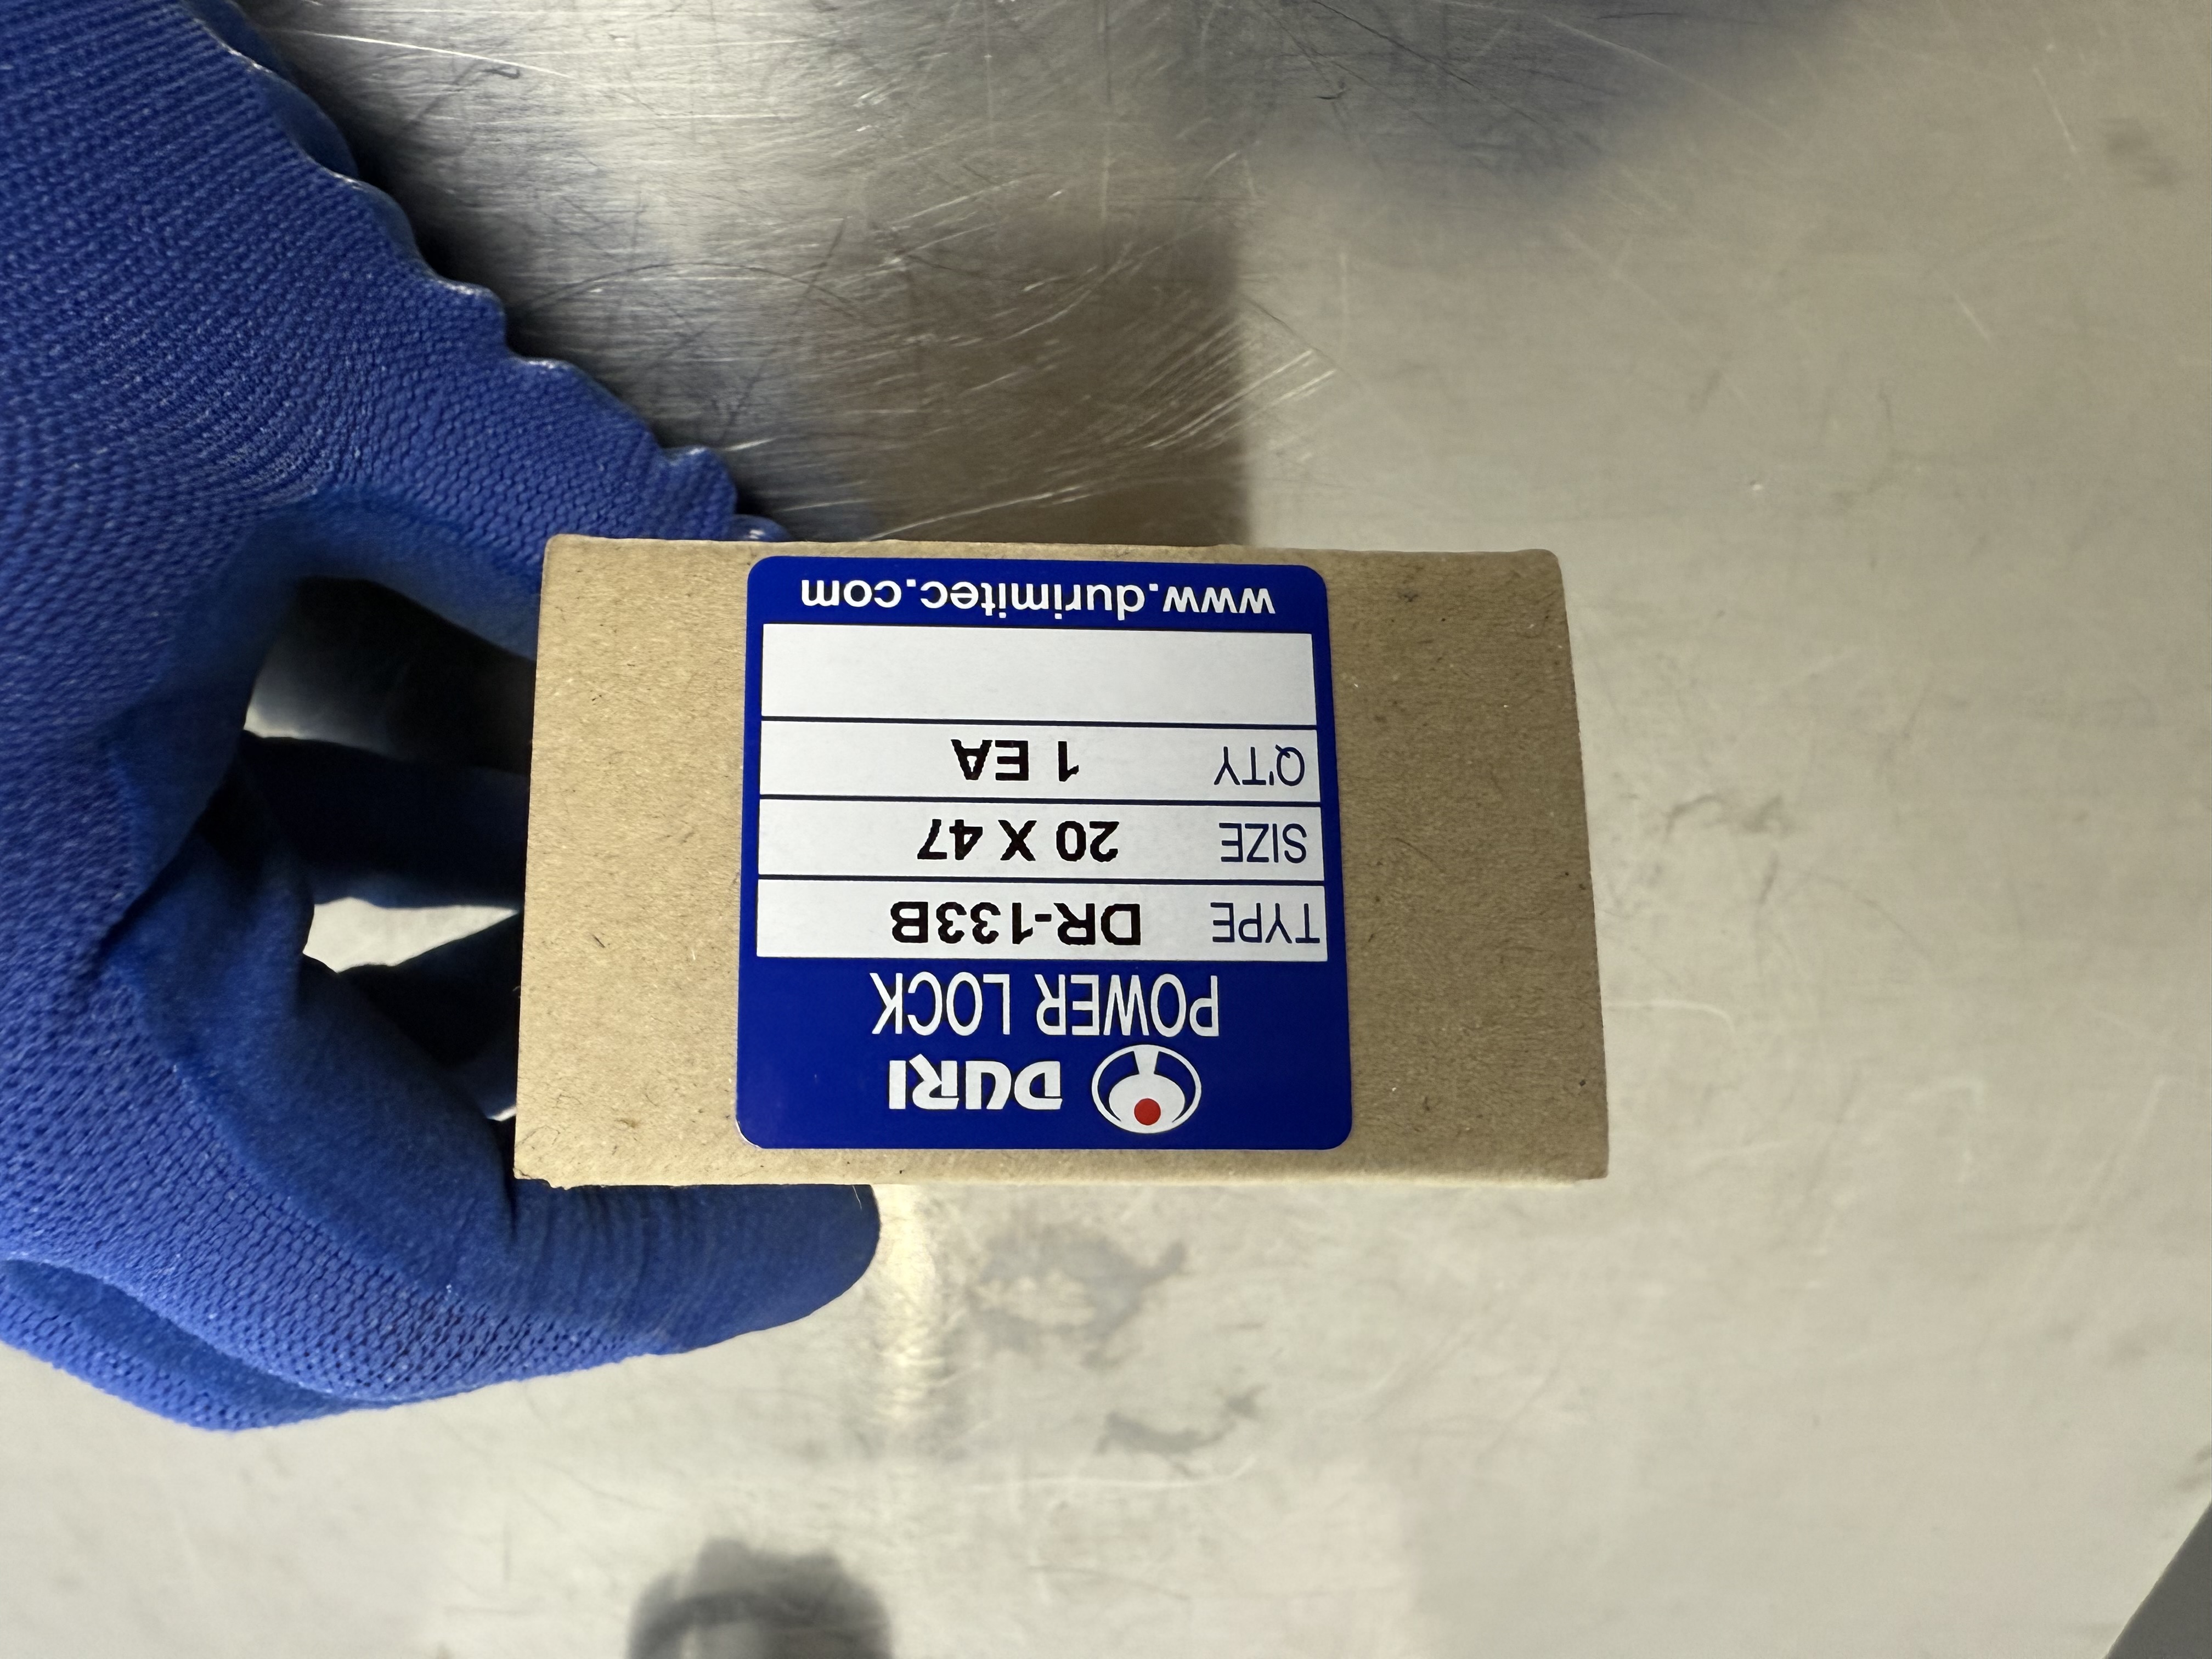 DURI
POWER LOCK
TYPE DR-133B
SIZE 20 X 47
Q'TY 1 EA
www.durimitec.com